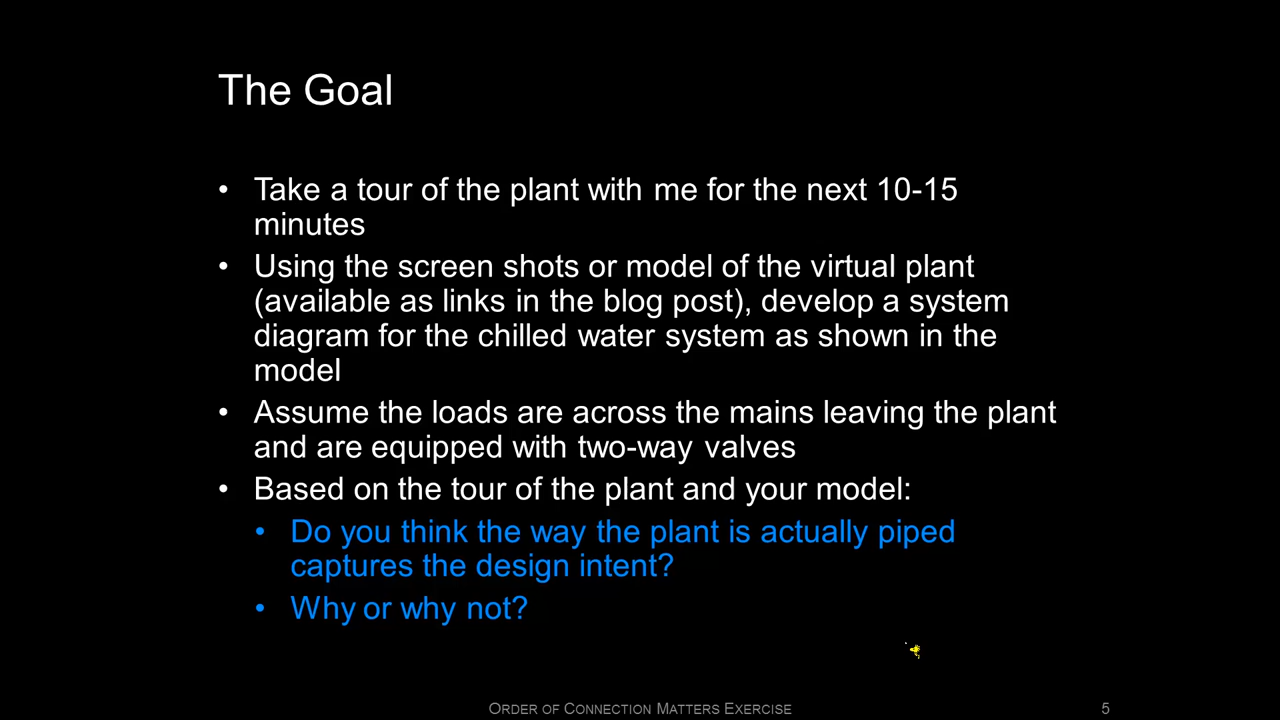 The Goal
• Take a tour of the plant with me for the next 10-15
minutes
• Using the screen shots or model of the virtual plant
(available as links in the blog post), develop a system
diagram for the chilled water system as shown in the
model
• Assume the loads are across the mains leaving the plant
and are equipped with two-way valves
• Based on the tour of the plant and your model:
• Do you think the way the plant is actually piped
captures the design intent?
• Why or why not?
ORDER OF CONNECTION MATTERS EXERCISE
5